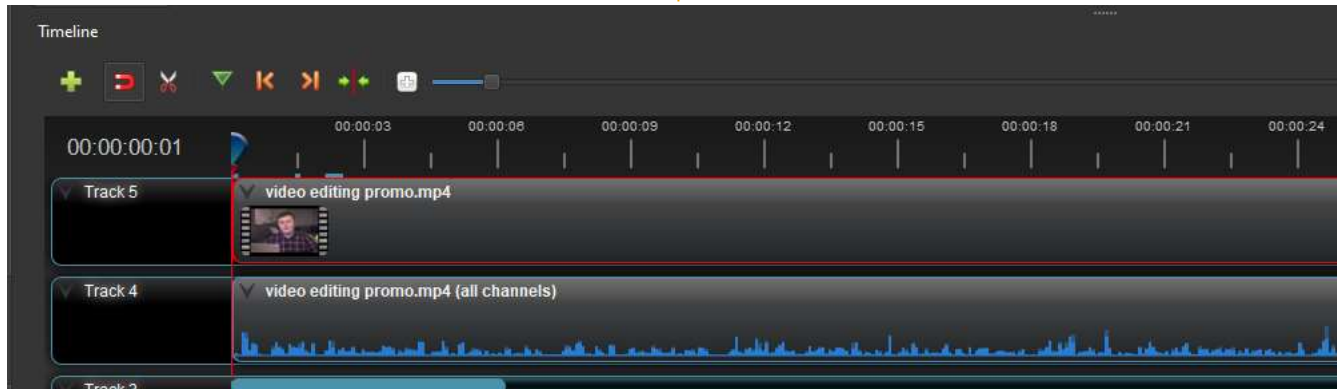 Timeline
00:00:03 00:00:06 00:00:09 00:00:12 00:00:15 00:00:18 00:00:21 00:00:24
00:00:00:01
Track 5 video editing promo.mp4
Track 4 video editing promo.mp4 (all channels)
Track